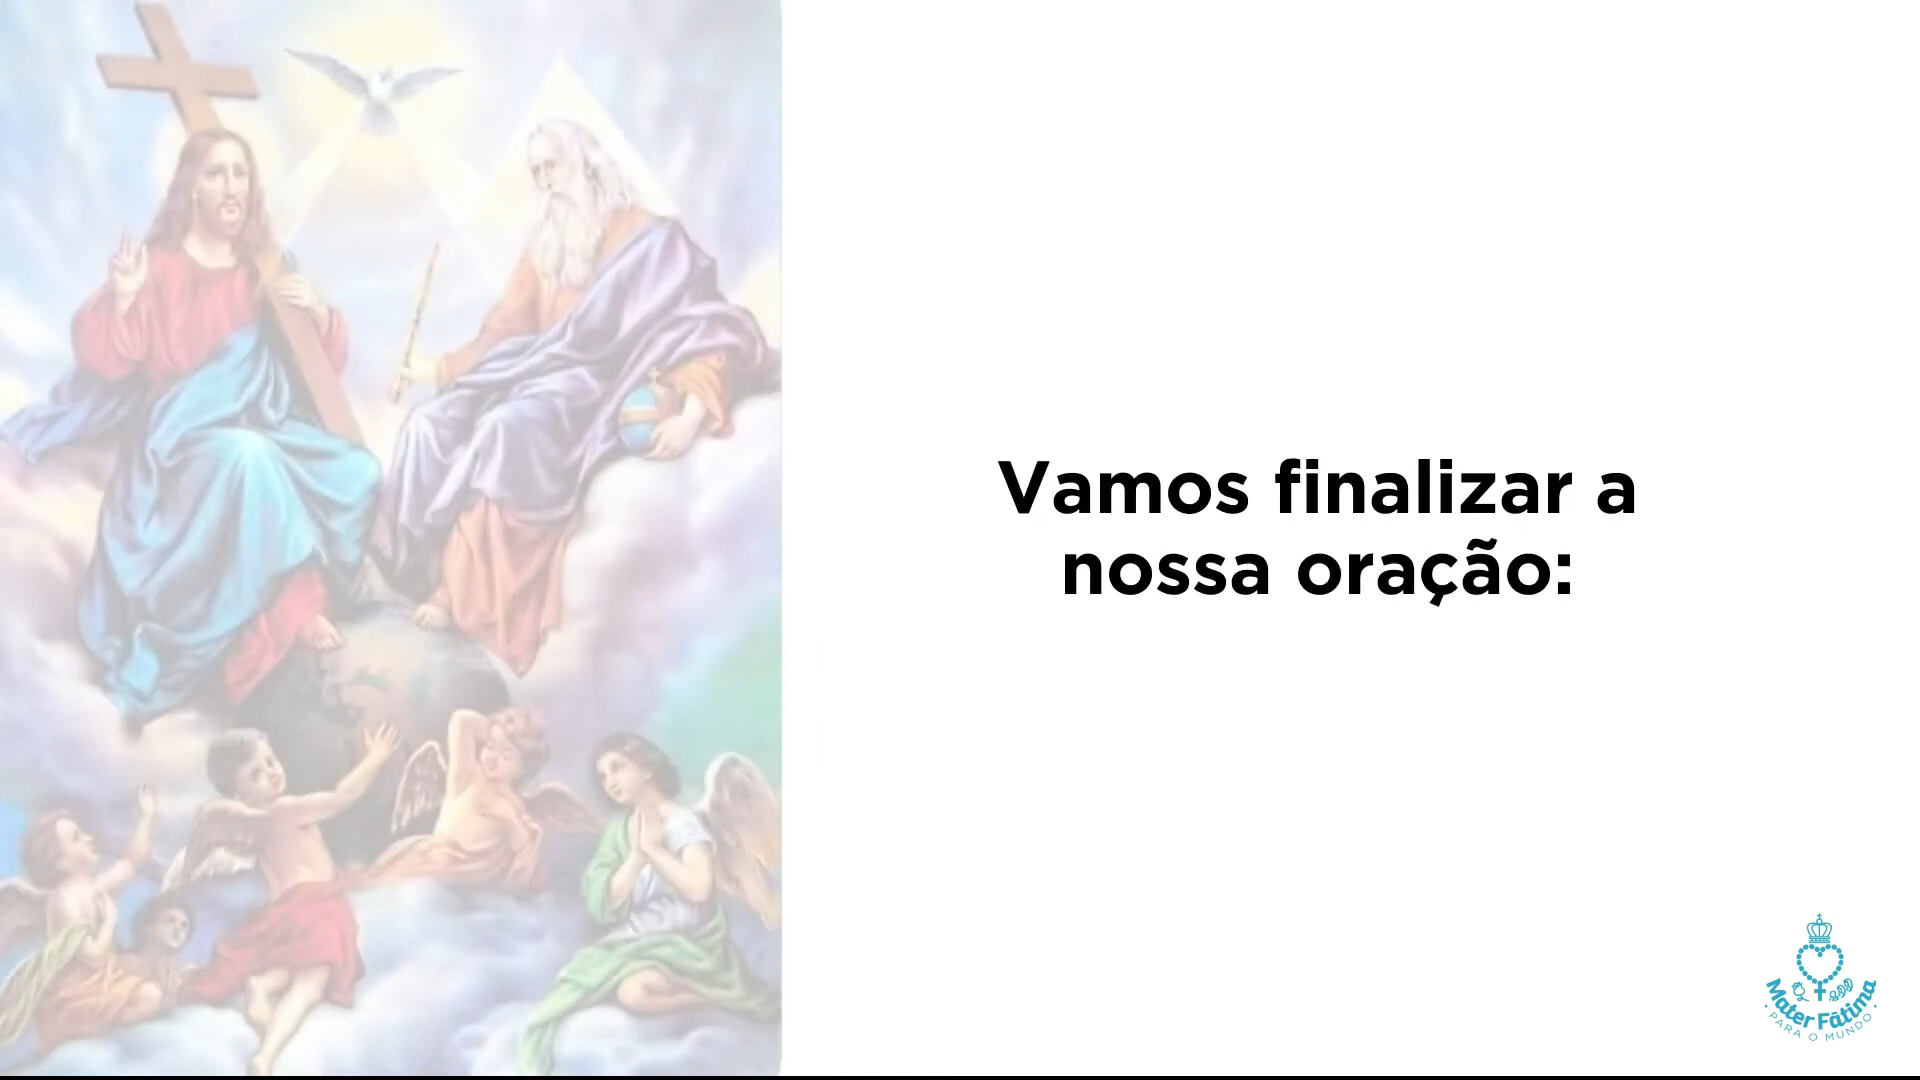 Vamos finalizar a
nossa oração:
Mater Fátima
PARA O MUNDO